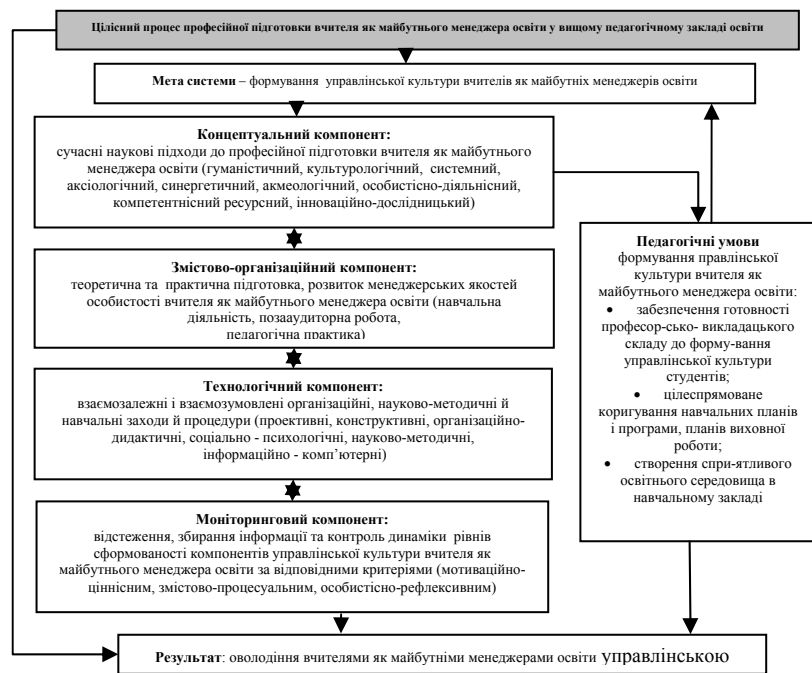 Цілісний процес професійної підготовки вчителя як майбутнього менеджера освіти у вищому педагогічному закладі освіти
Мета системи – формування управлінської культури вчителів як майбутніх менеджерів освіти
Концептуальний компонент:
сучасні наукові підходи до професійної підготовки вчителя як майбутнього
менеджера освіти (гуманістичний, культурологічний, системний,
аксіологічний, синергетичний, акмеологічний, особистісно-діяльнісний,
компетентнісний ресурсний, інноваційно-дослідницький)
Змістово-організаційний компонент:
теоретична та практична підготовка, розвиток менеджерських якостей
особистості вчителя як майбутнього менеджера освіти (навчальна
діяльність, позааудиторна робота,
педагогічна практика)
Технологічний компонент:
взаємозалежні і взаємозумовлені організаційні, науково-методичні й
навчальні заходи й процедури (проективні, конструктивні, організаційно-
дидактичні, соціально - психологічні, науково-методичні,
інформаційно - комп’ютерні)
Моніторинговий компонент:
відстеження, збирання інформації та контроль динаміки рівнів
сформованості компонентів управлінської культури вчителя як
майбутнього менеджера освіти за відповідними критеріями (мотиваційно-
ціннісним, змістово-процесуальним, особистісно-рефлексивним)
Педагогічні умови
формування правлінської
культури вчителя як
майбутнього менеджера освіти:
• забезпечення готовності
професор-сько- викладацького
складу до форму-вання
управлінської культури
студентів;
• цілеспрямоване
коригування навчальних планів
і програми, планів виховної
роботи;
• створення спри-ятливого
освітнього середовища в
навчальному закладі
Результат: оволодіння вчителями як майбутніми менеджерами освіти управлінською